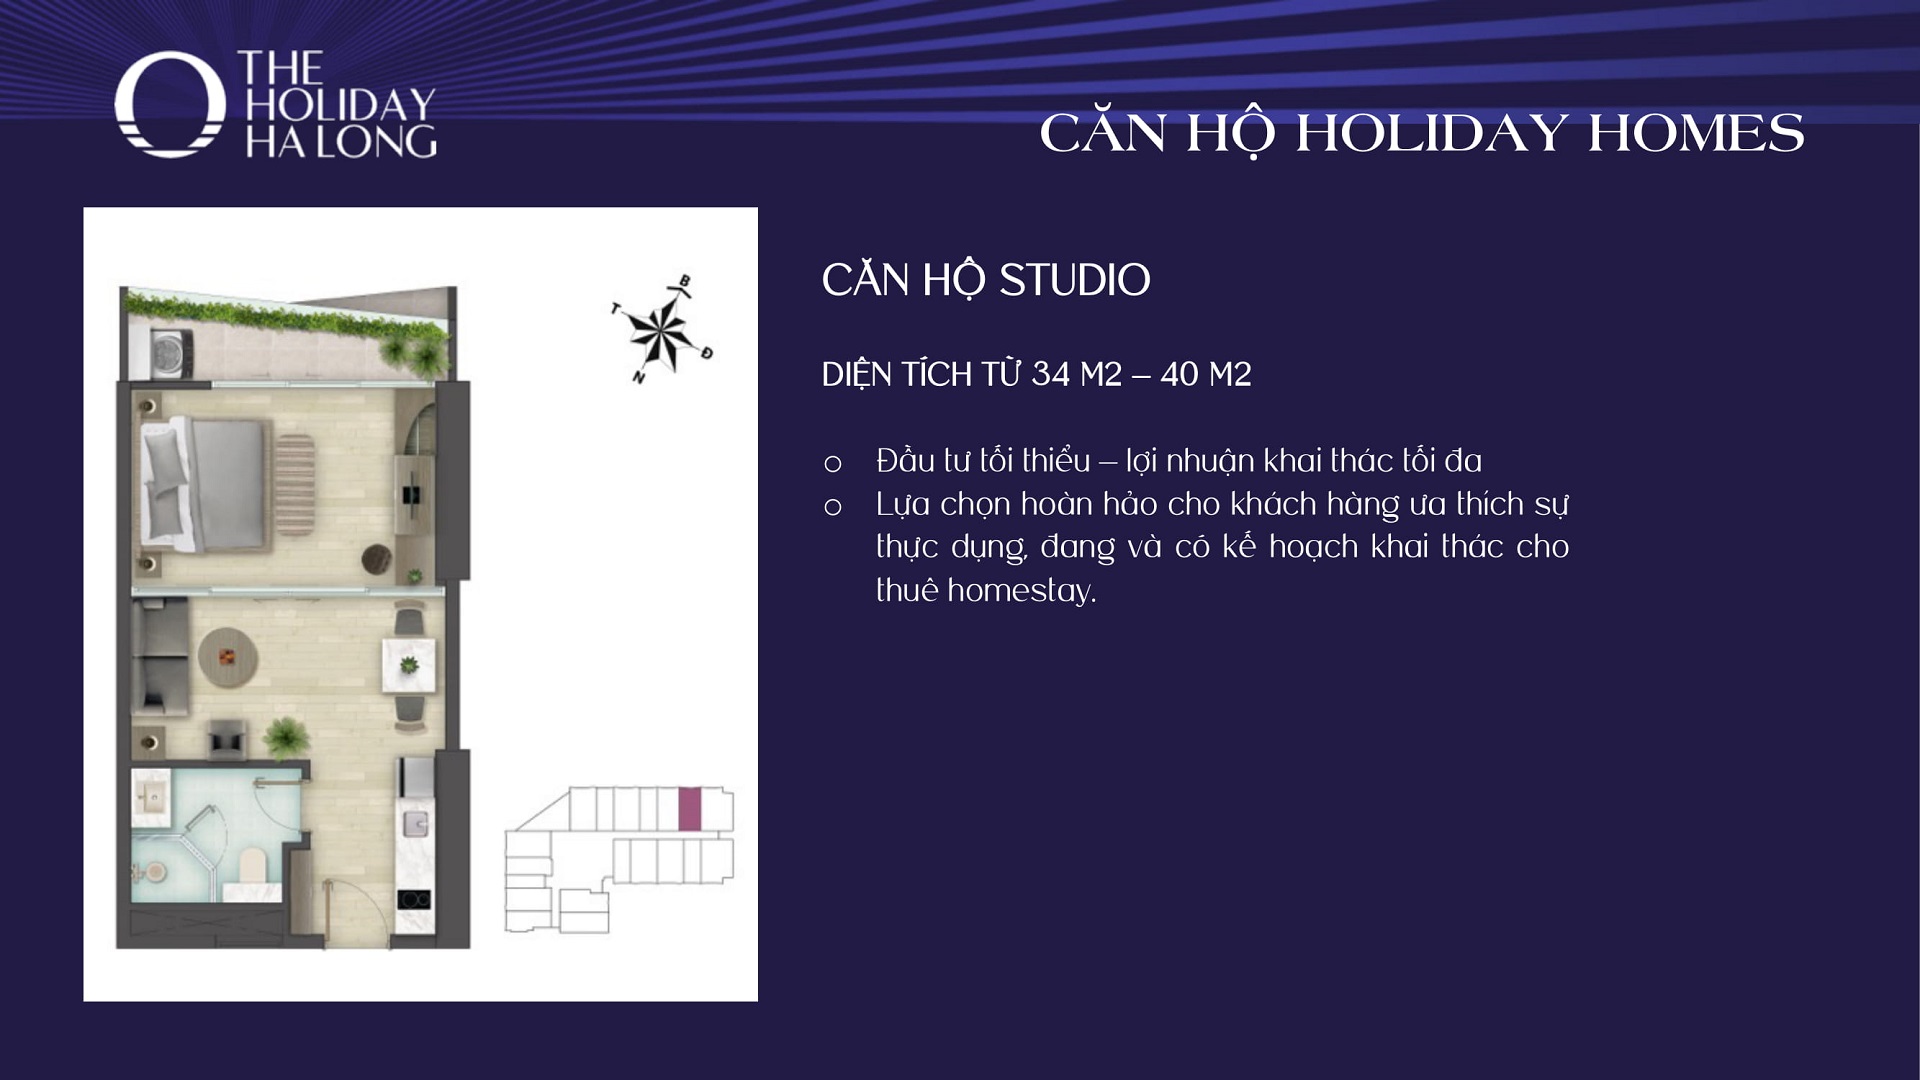 THE
HOLIDAY
HA LONG
CĂN HỘ HOLIDAY HOMES
B
T
Đ
N
CĂN HỘ STUDIO
DIỆN TÍCH TỪ 34 M2 – 40 M2
o Đầu tư tối thiểu – lợi nhuận khai thác tối đa
o Lựa chọn hoàn hảo cho khách hàng ưa thích sự
thực dụng, đang và có kế hoạch khai thác cho
thuê homestay.